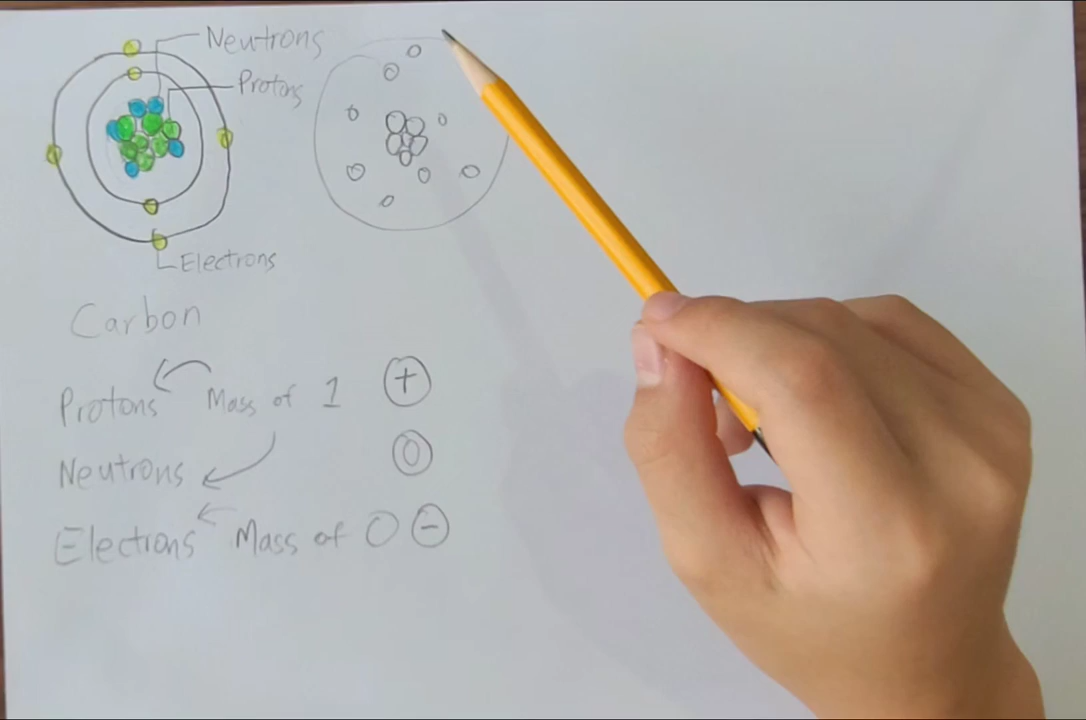 Neutrons
Protons
Electrons
Carbon
Protons Mass of 1 +
Neutrons 0
Electrons Mass of 0 -